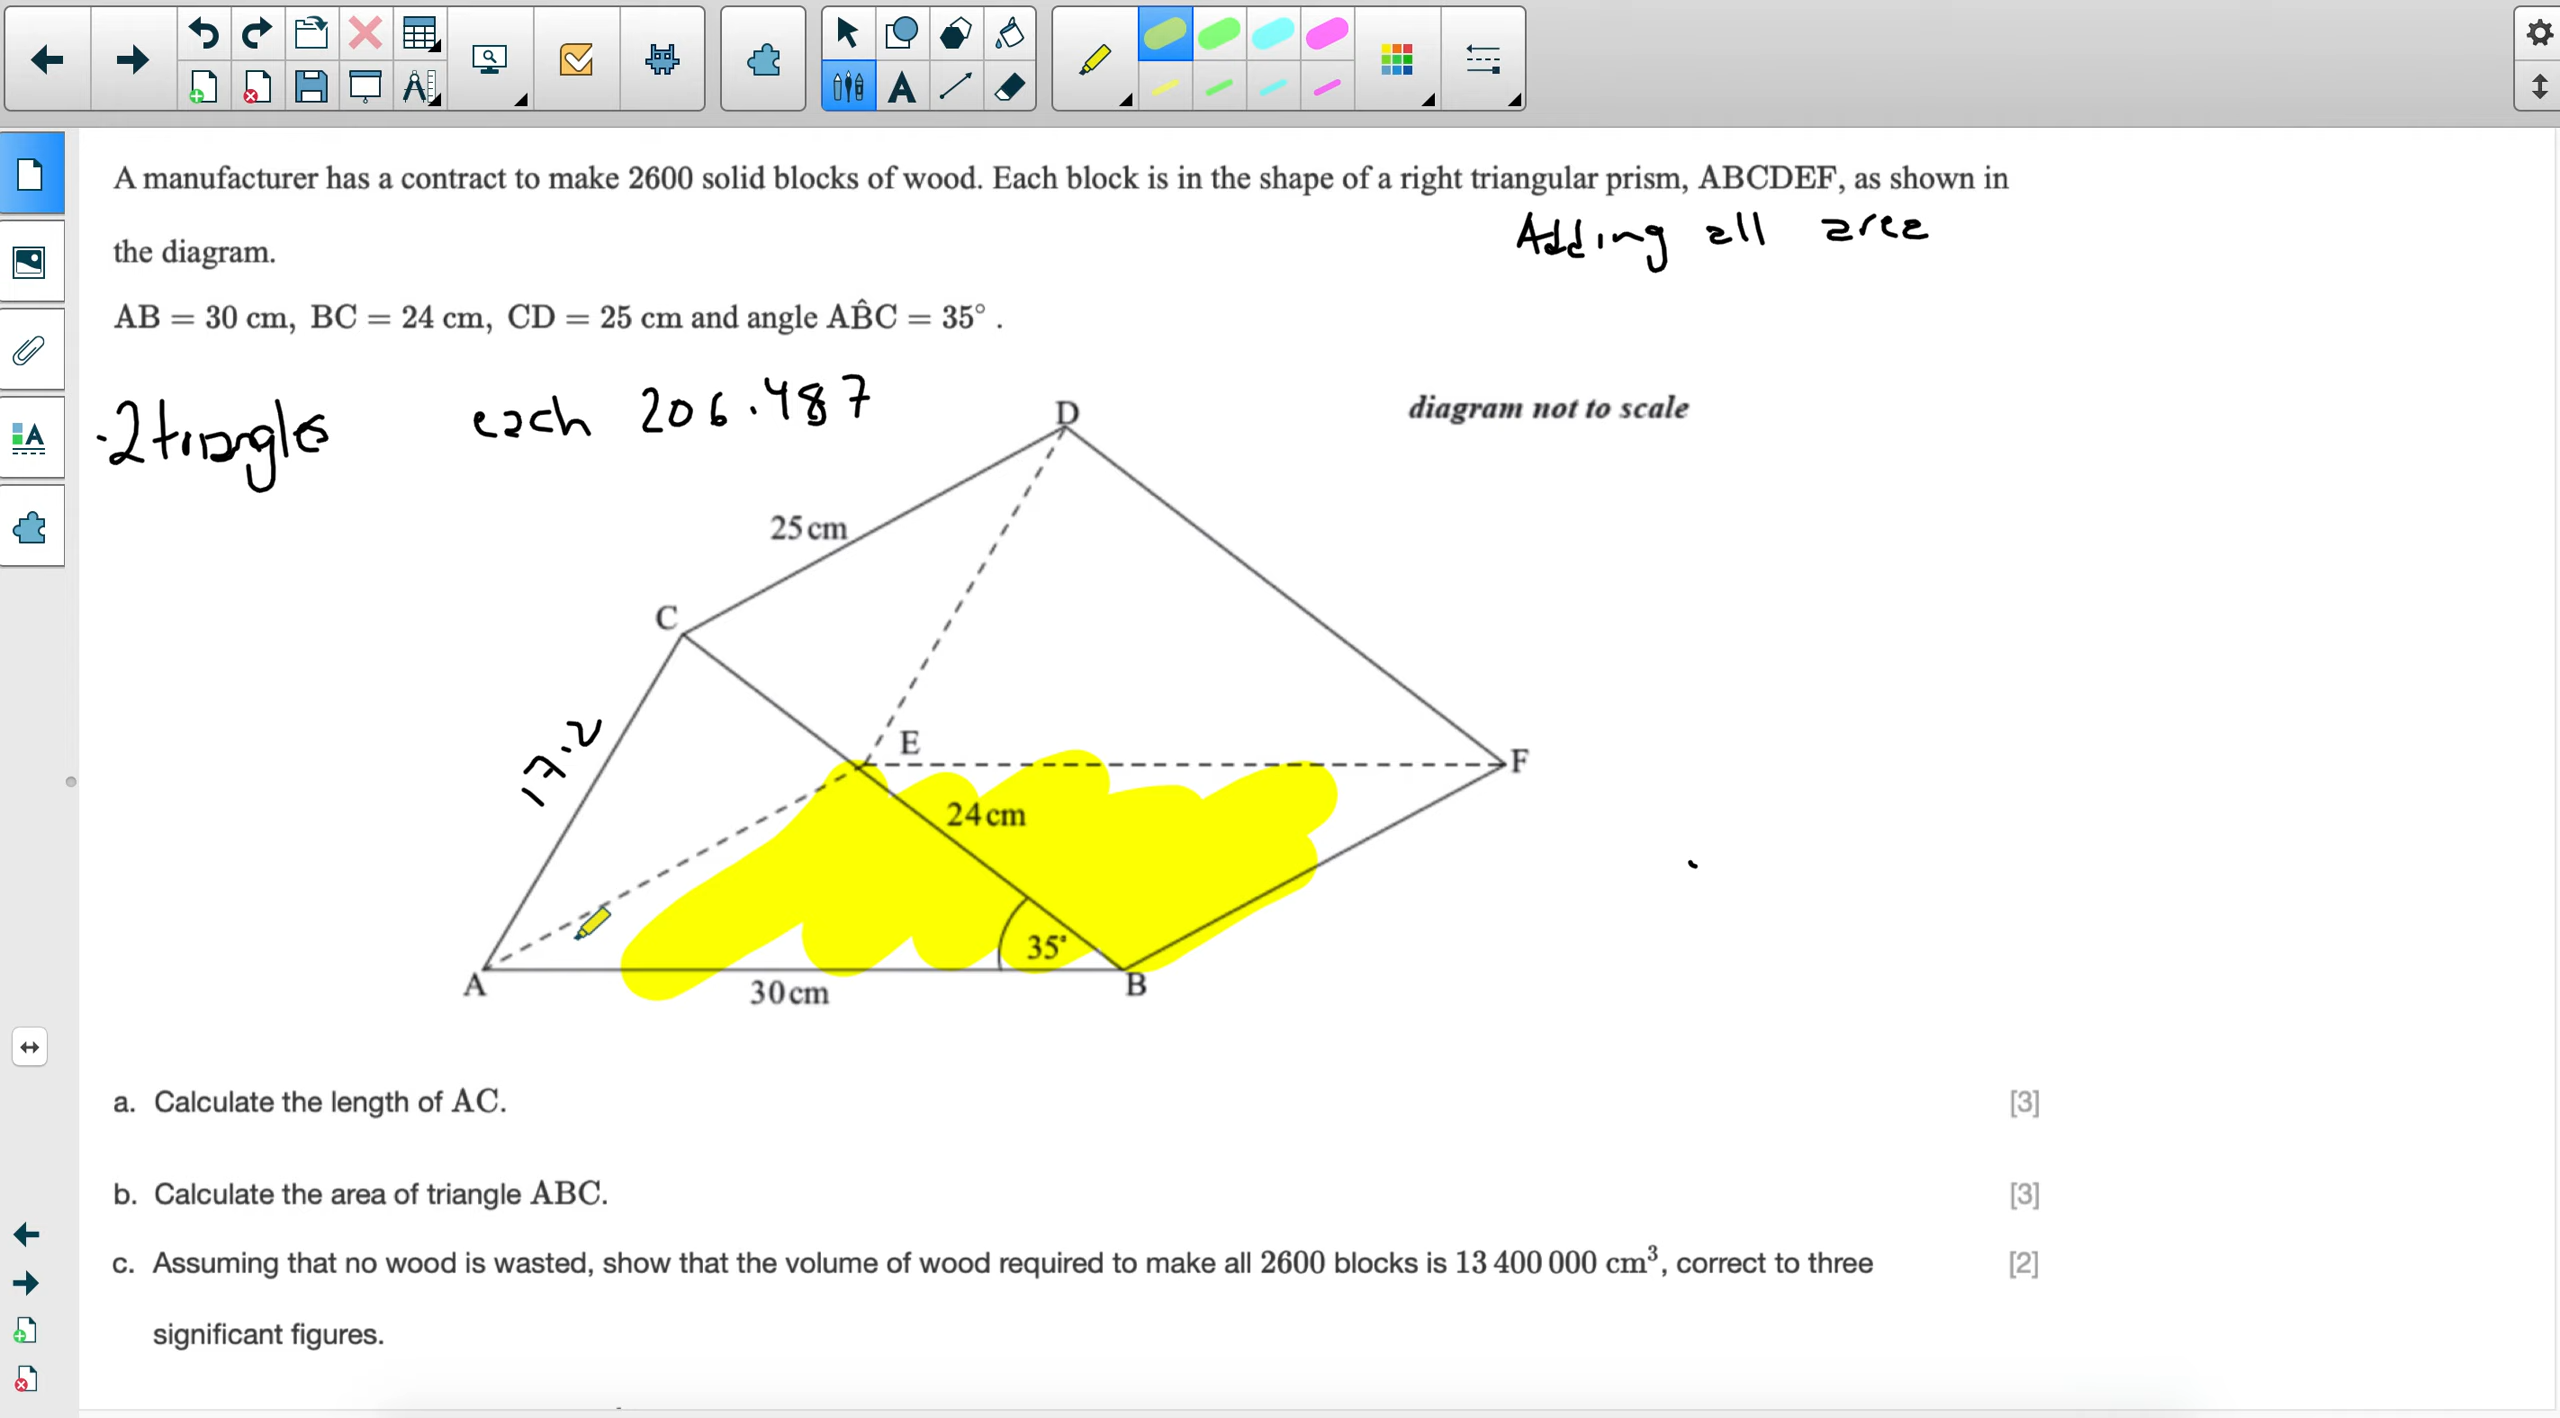 A manufacturer has a contract to make 2600 solid blocks of wood. Each block is in the shape of a right triangular prism, ABCDEF, as shown in
Adding all area
the diagram.
AB = 30 cm, BC = 24 cm, CD = 25 cm and angle AB̂C = 35° .
·2 triangles each 206.487
diagram not to scale
D
25 cm
C
17.2
E
F
24 cm
35°
A
30 cm
B
a. Calculate the length of AC. [3]
b. Calculate the area of triangle ABC. [3]
c. Assuming that no wood is wasted, show that the volume of wood required to make all 2600 blocks is 13 400 000 cm³, correct to three [2]
significant figures.